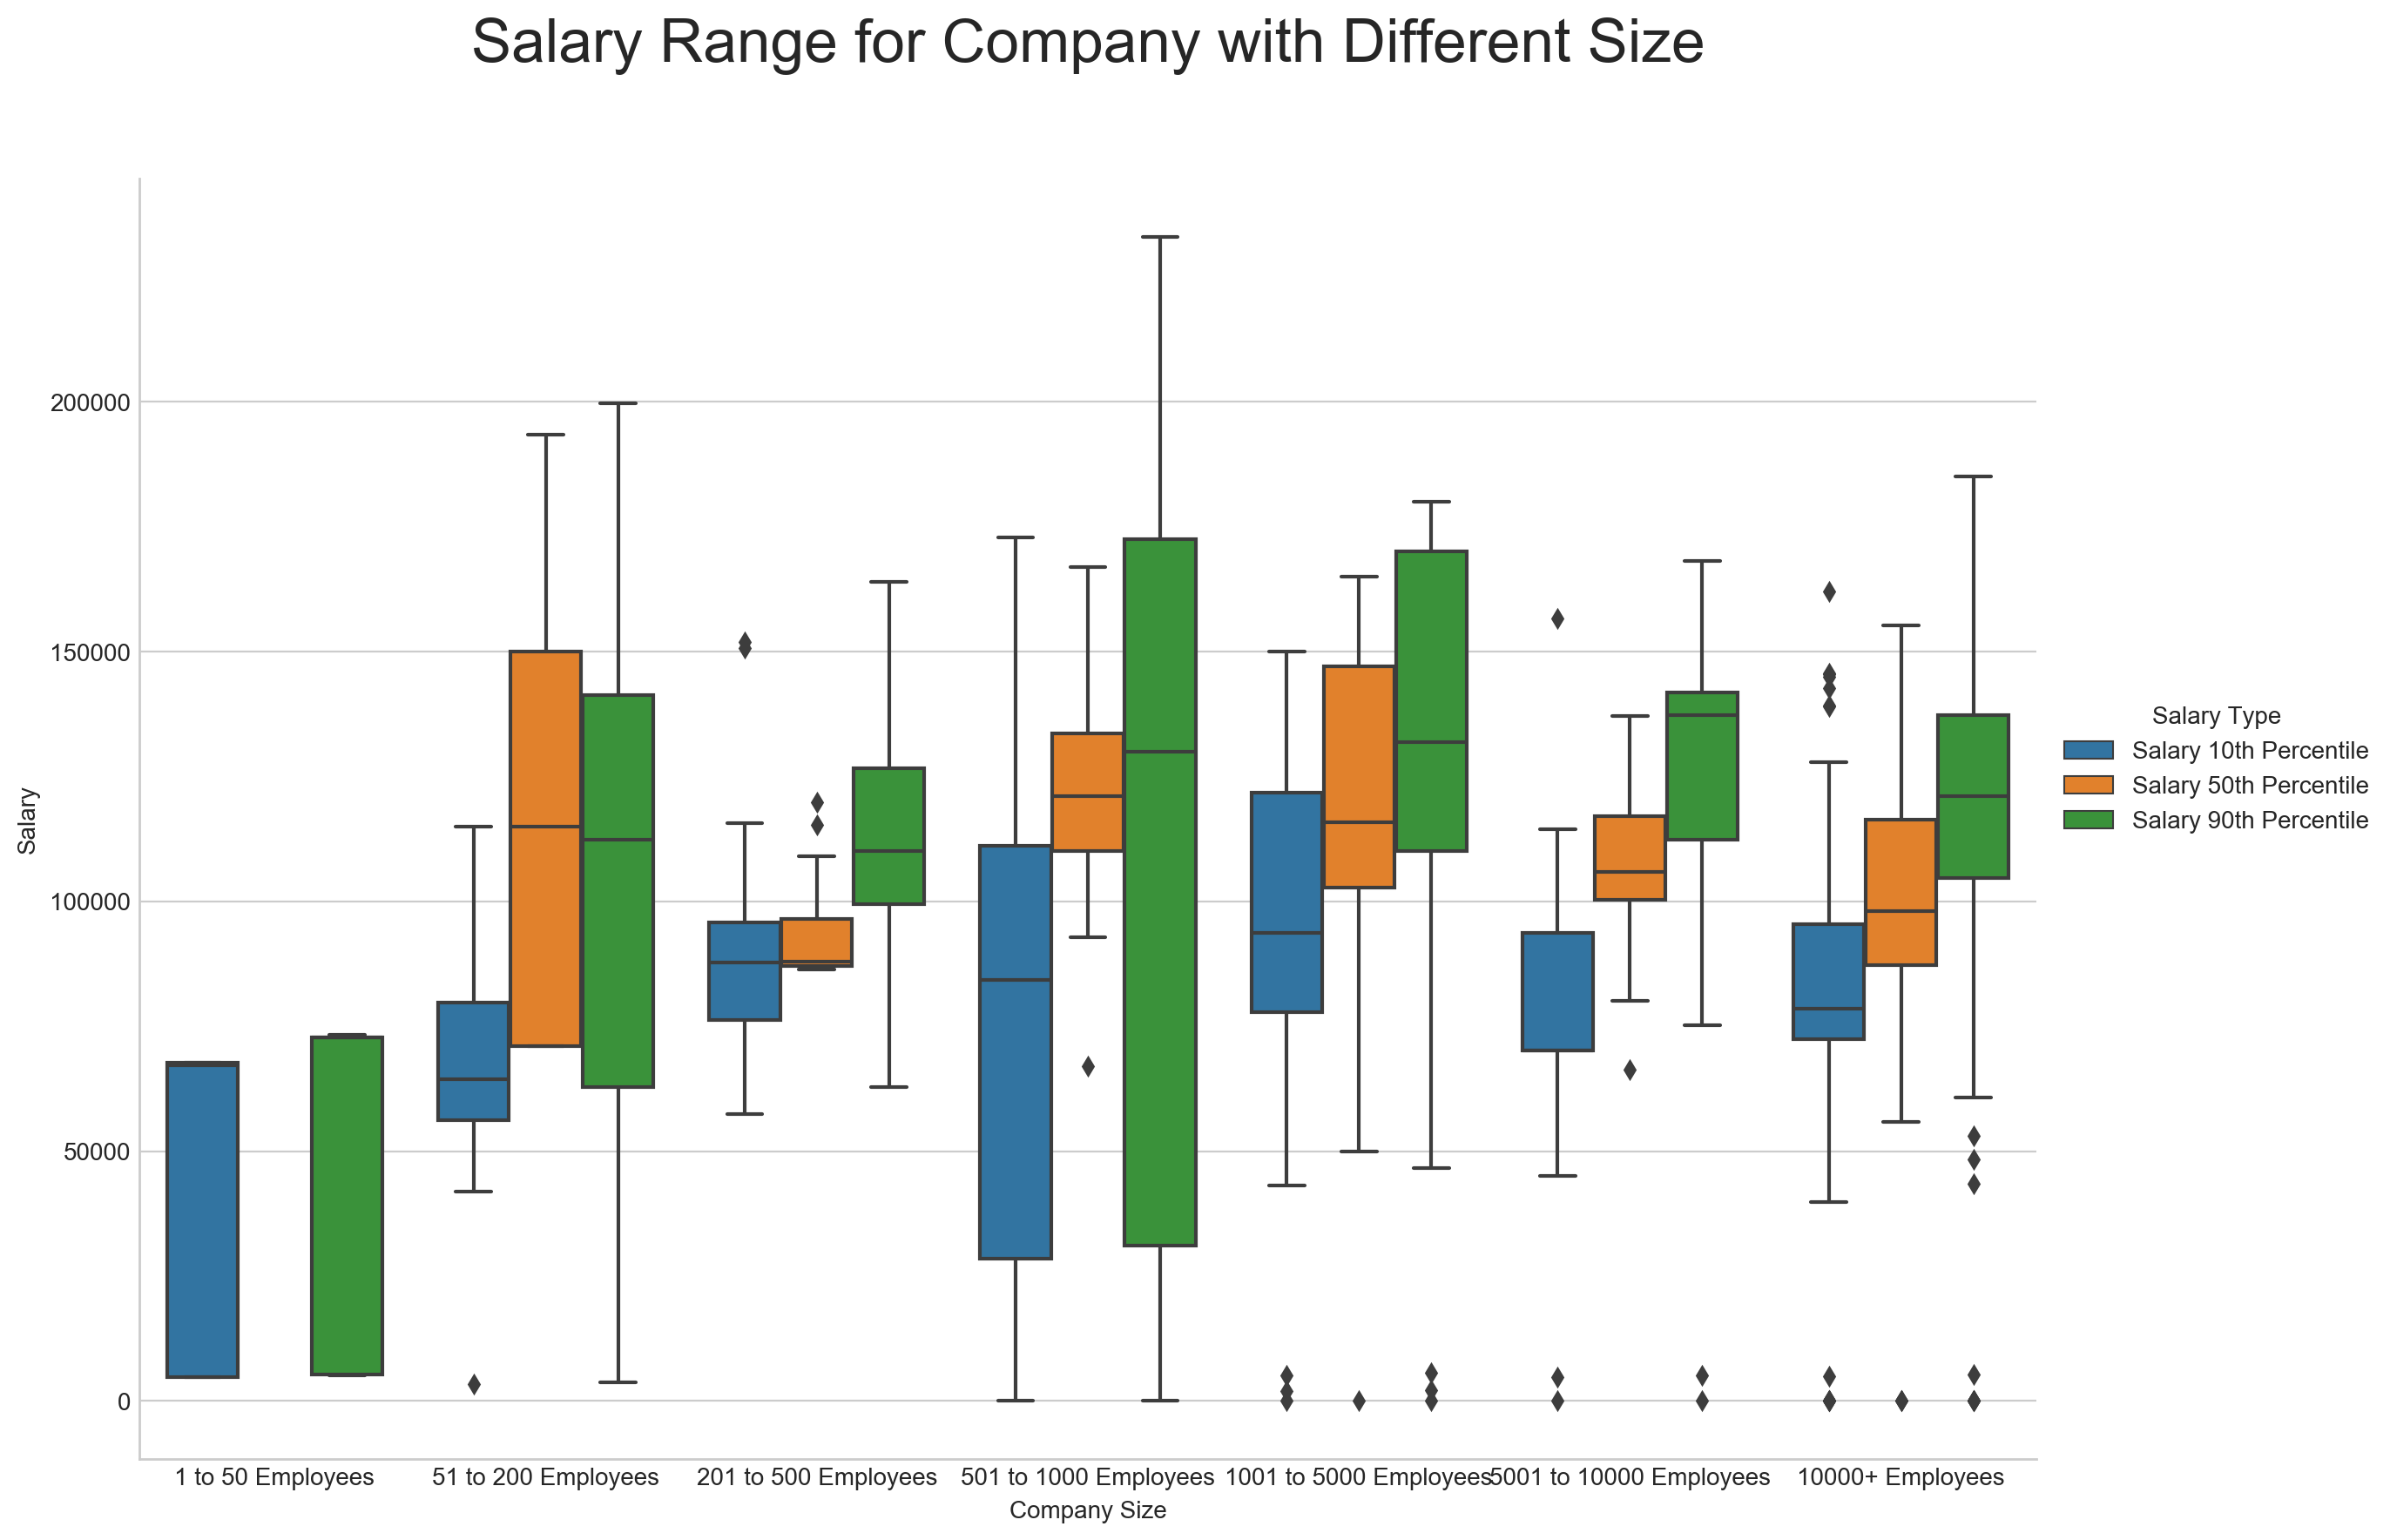 Salary Range for Company with Different Size
200000
150000
100000
50000
0
Salary
Salary Type
Salary 10th Percentile
Salary 50th Percentile
Salary 90th Percentile
1 to 50 Employees
51 to 200 Employees
201 to 500 Employees
501 to 1000 Employees
1001 to 5000 Employees
5001 to 10000 Employees
10000+ Employees
Company Size